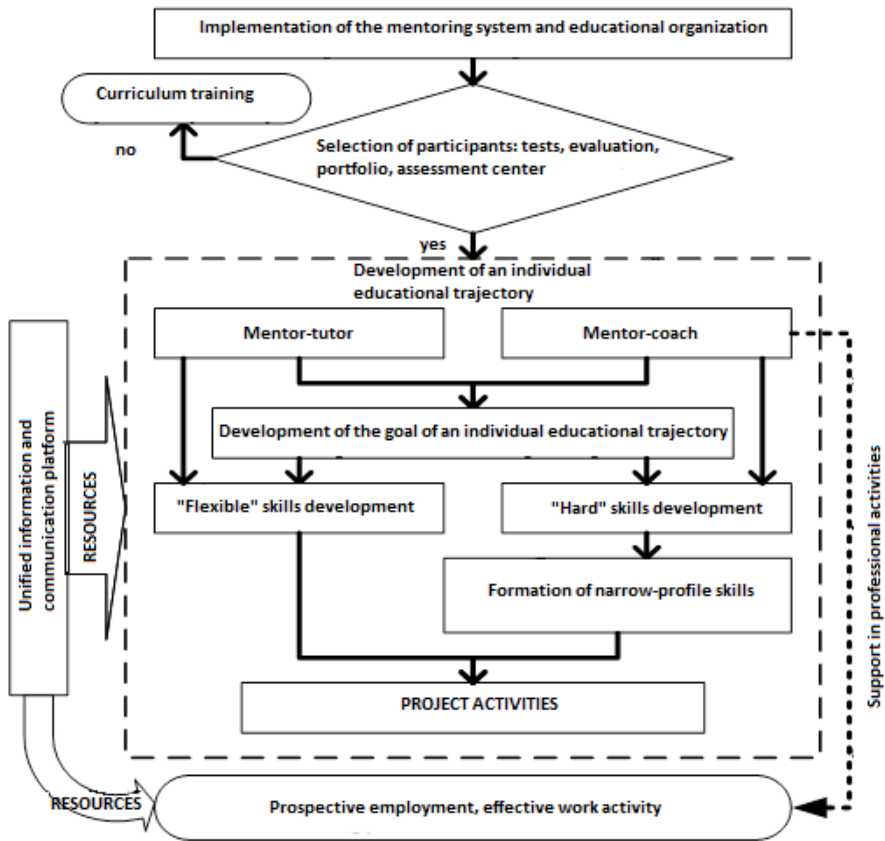 Implementation of the mentoring system and educational organization
Curriculum training
no
Selection of participants: tests, evaluation,
portfolio, assessment center
yes
Development of an individual
educational trajectory
Mentor-tutor
Mentor-coach
Development of the goal of an individual educational trajectory
"Flexible" skills development
"Hard" skills development
Formation of narrow-profile skills
PROJECT ACTIVITIES
Unified information and
communication platform
RESOURCES
Support in professional activities
RESOURCES
Prospective employment, effective work activity